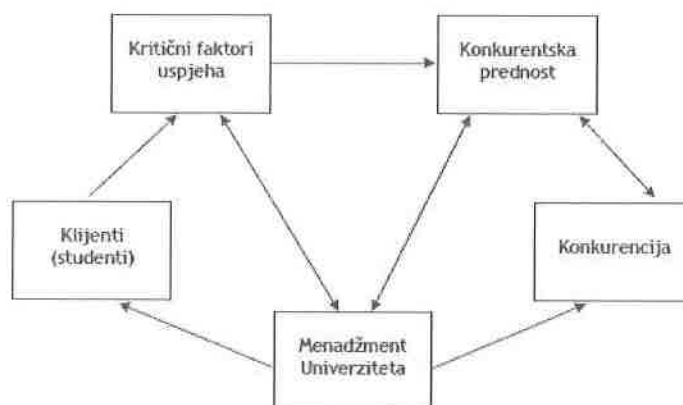 Kritični faktori
uspjeha
Konkurentska
prednost
Klijenti
(studenti)
Konkurencija
Menadžment
Univerziteta